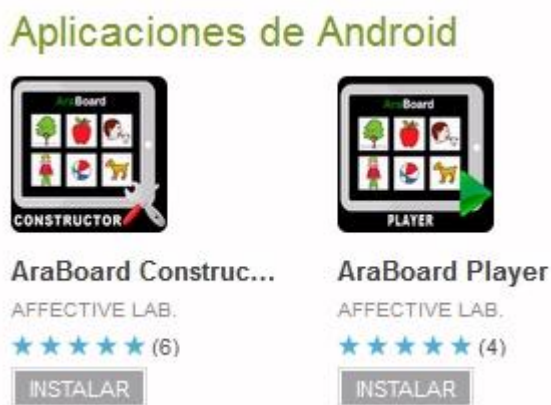 Aplicaciones de Android
AraBoard
CONSTRUCTOR
AraBoard Construc...
AFFECTIVE LAB.
(6)
INSTALAR
AraBoard
PLAYER
AraBoard Player
AFFECTIVE LAB.
(4)
INSTALAR